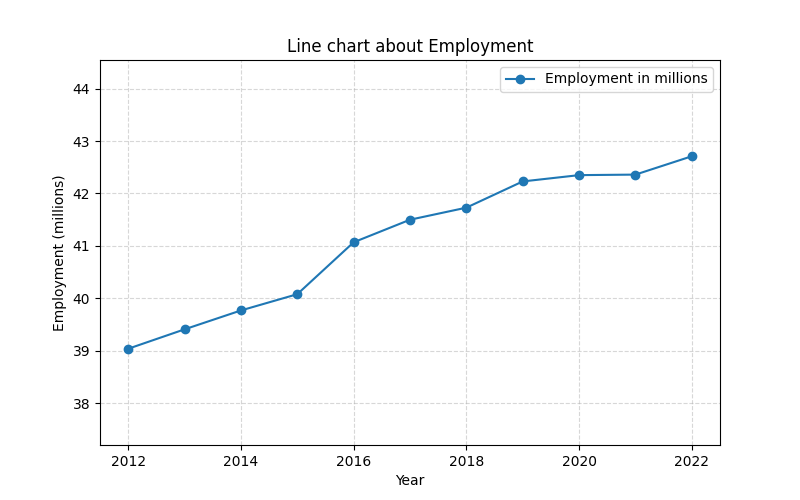 Line chart about Employment
Employment in millions
44
43
42
41
40
39
38
Employment (millions)
2012 2014 2016 2018 2020 2022
Year